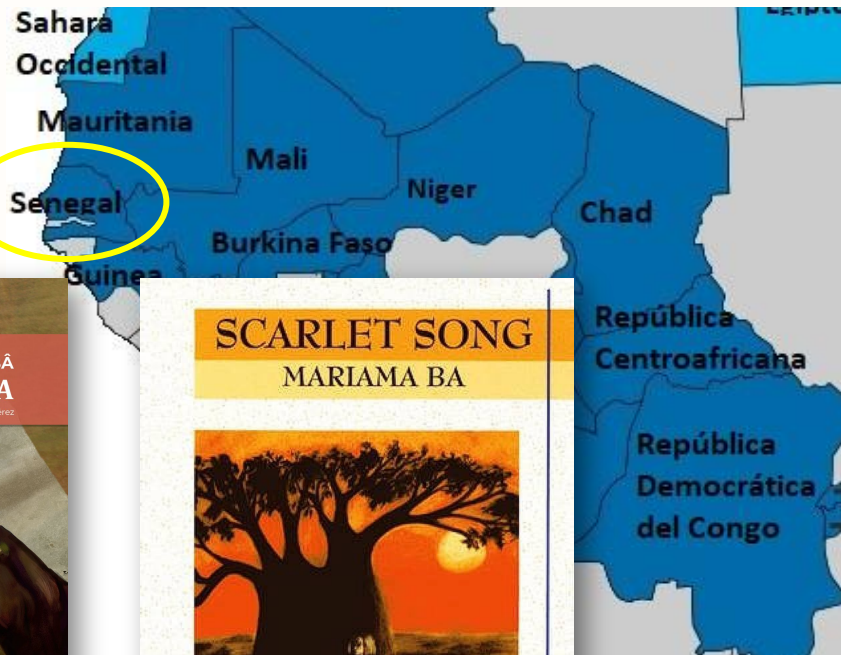 Sahara
Occidental
Mauritania
Mali
Niger
Senegal
Chad
Burkina Faso
Guinea
República
Centroafricana
República
Democrática
del Congo
SCARLET SONG
MARIAMA BA
BÂ
A